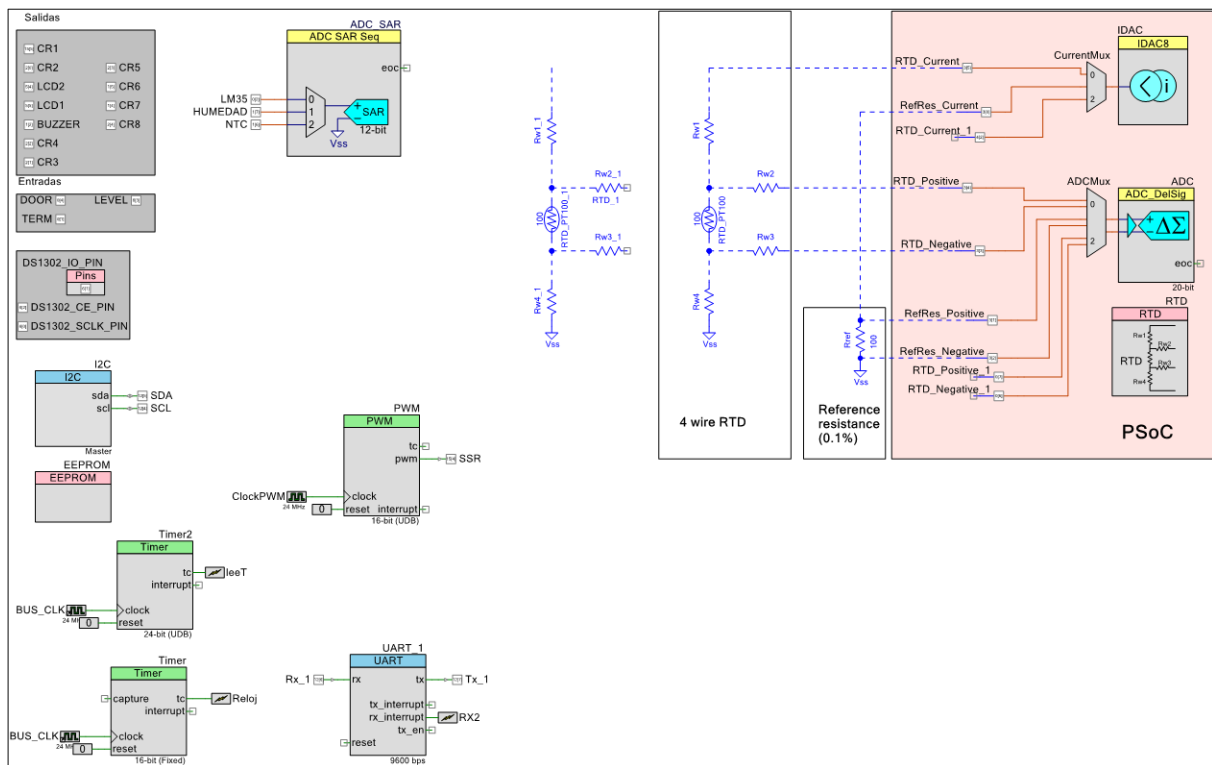 Salidas
CR1
CR2
CR5
LCD2
CR6
LCD1
CR7
BUZZER
CR8
CR4
CR3
Entradas
DOOR
LEVEL
TERM
DS1302_IO_PIN
Pins
DS1302_CE_PIN
DS1302_SCLK_PIN
I2C
I2C
sda
SDA
scl
SCL
Master
EEPROM
EEPROM
Timer2
Timer
tc
leeT
interrupt
BUS_CLK
clock
0
reset
24-bit (UDB)
Timer
Timer
capture
tc
Reloj
interrupt
BUS_CLK
clock
0
reset
16-bit (Fixed)
ADC_SAR
ADC SAR Seq
eoc
LM35
0
HUMEDAD
1
NTC
2
+
−
SAR
Vss
12-bit
PWM
PWM
tc
pwm
SSR
ClockPWM
24 MHz
clock
0
reset
interrupt
16-bit (UDB)
UART_1
UART
Rx_1
rx
tx
Tx_1
tx_interrupt
rx_interrupt
RX2
tx_en
reset
9600 bps
Rw1_1
Rw2_1
RTD_1
100
RTD_PT100_1
Rw3_1
Rw4_1
Vss
Rw1
Rw2
100
RTD_PT100
Rw3
Rw4
Vss
4 wire RTD
Rref
100
Vss
Reference
resistance
(0.1%)
IDAC
IDAC8
CurrentMux
RTD_Current
0
RefRes_Current
RTD_Current_1
2
i
RTD_Positive
ADCMux
ADC
ADC_DelSig
0
+
−
ΔΣ
RTD_Negative
2
eoc
20-bit
RefRes_Positive
RefRes_Negative
RTD_Positive_1
RTD_Negative_1
RTD
RTD
Rw1
Rw2
RTD
Rw3
Rw4
PSoC